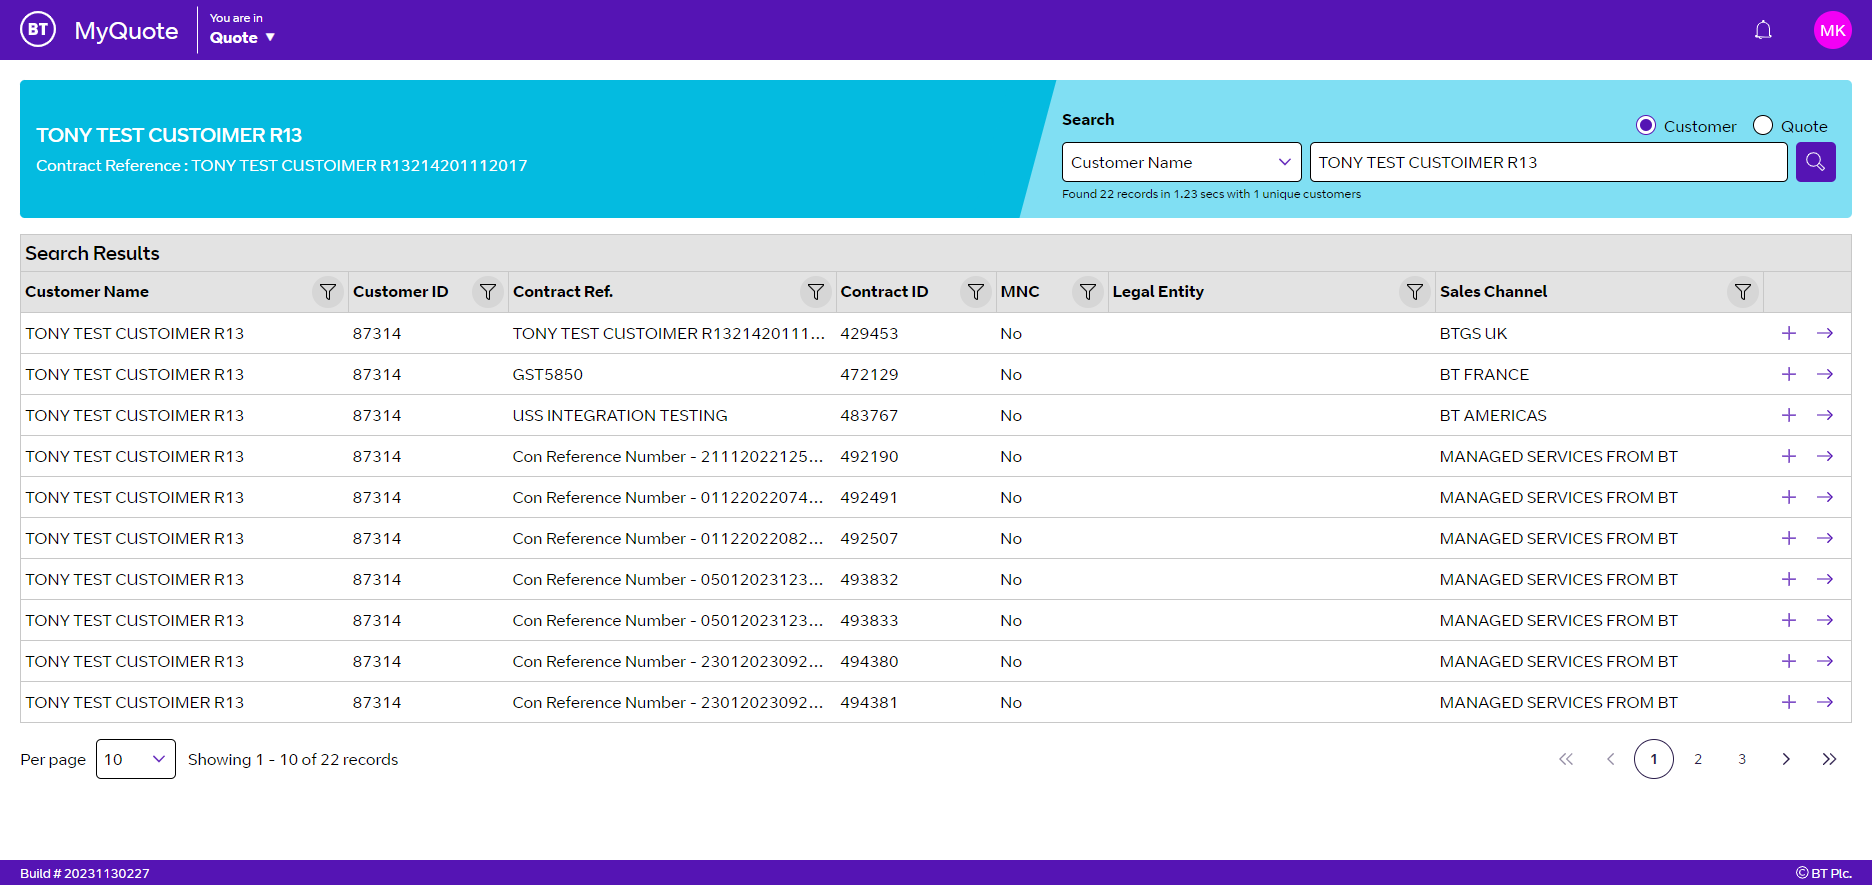 BT MyQuote
You are in
Quote ▼
MK
TONY TEST CUSTOIMER R13
Contract Reference : TONY TEST CUSTOIMER R13214201112017
Search
Customer Quote
Customer Name TONY TEST CUSTOIMER R13
Found 22 records in 1.23 secs with 1 unique customers
Search Results
Customer Name Customer ID Contract Ref. Contract ID MNC Legal Entity Sales Channel
TONY TEST CUSTOIMER R13 87314 TONY TEST CUSTOIMER R1321420111... 429453 No BTGS UK
TONY TEST CUSTOIMER R13 87314 GST5850 472129 No BT FRANCE
TONY TEST CUSTOIMER R13 87314 USS INTEGRATION TESTING 483767 No BT AMERICAS
TONY TEST CUSTOIMER R13 87314 Con Reference Number - 21112022125... 492190 No MANAGED SERVICES FROM BT
TONY TEST CUSTOIMER R13 87314 Con Reference Number - 01122022074... 492491 No MANAGED SERVICES FROM BT
TONY TEST CUSTOIMER R13 87314 Con Reference Number - 01122022082... 492507 No MANAGED SERVICES FROM BT
TONY TEST CUSTOIMER R13 87314 Con Reference Number - 05012023123... 493832 No MANAGED SERVICES FROM BT
TONY TEST CUSTOIMER R13 87314 Con Reference Number - 05012023123... 493833 No MANAGED SERVICES FROM BT
TONY TEST CUSTOIMER R13 87314 Con Reference Number - 23012023092... 494380 No MANAGED SERVICES FROM BT
TONY TEST CUSTOIMER R13 87314 Con Reference Number - 23012023092... 494381 No MANAGED SERVICES FROM BT
Per page 10 Showing 1 - 10 of 22 records 1 2 3
Build # 20231130227 © BT Plc.